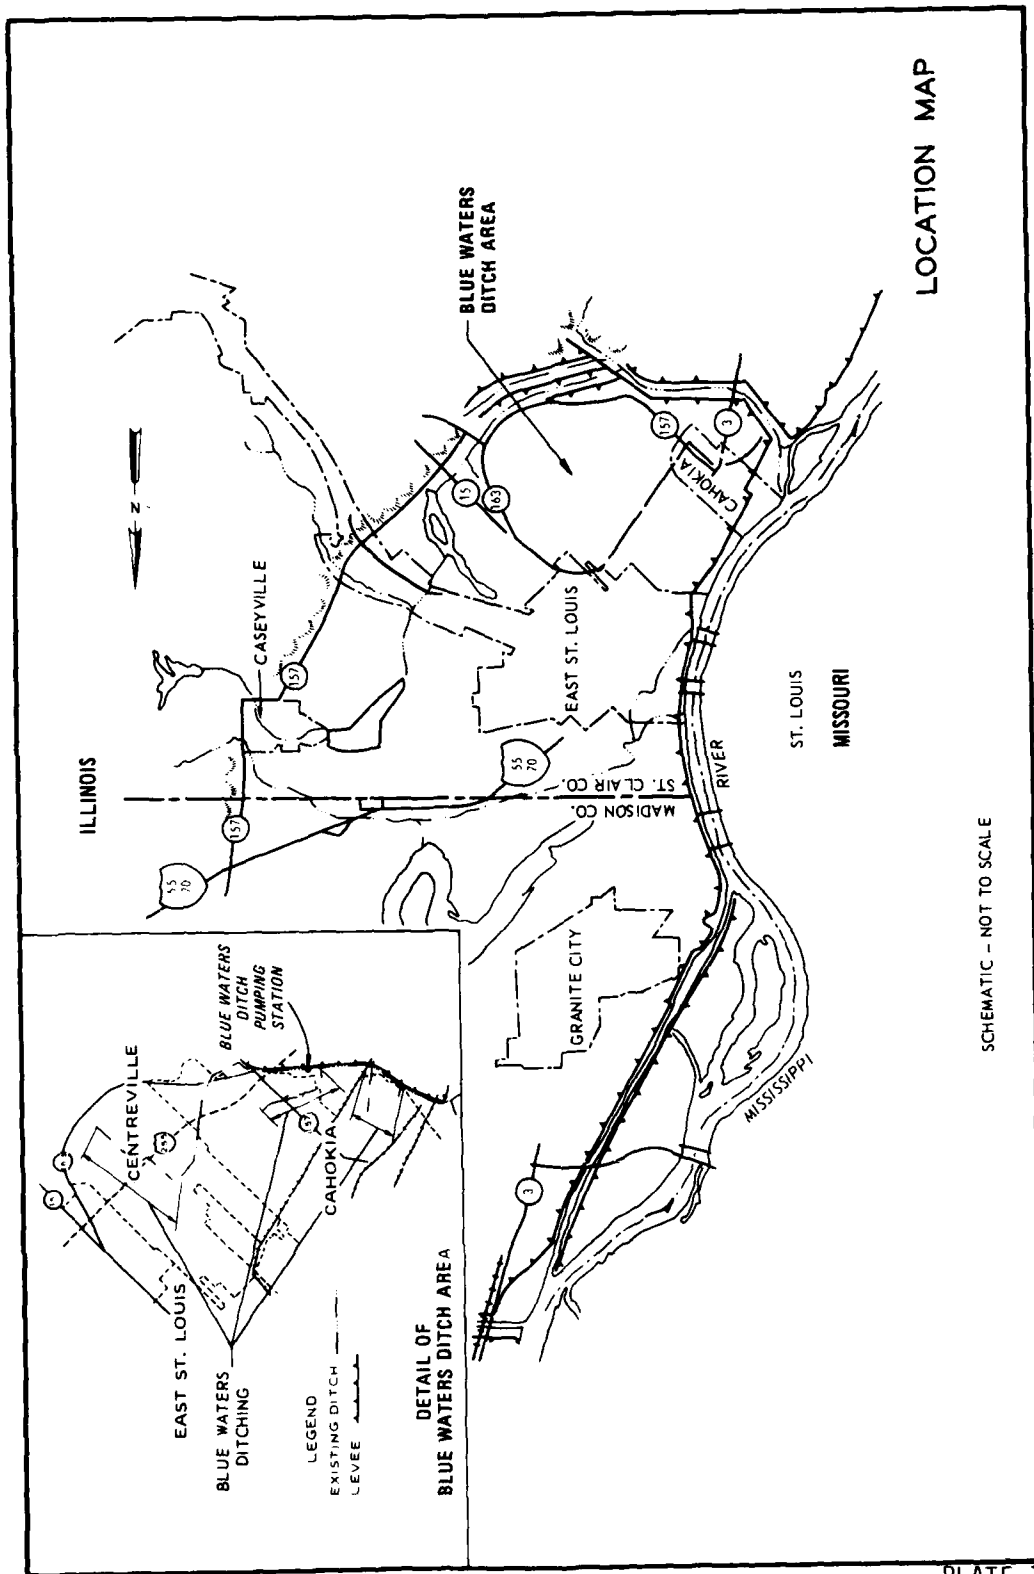 LOCATION MAP
ILLINOIS
N
CASEYVILLE
BLUE WATERS
DITCH AREA
157
157
55
70
55
70
15
163
157
3
CAHOKIA
EAST ST. LOUIS
MADISON CO.
ST. CLAIR CO.
GRANITE CITY
RIVER
ST. LOUIS
MISSOURI
MISSISSIPPI
3
SCHEMATIC - NOT TO SCALE
BLUE WATERS
DITCH
PUMPING
STATION
CENTREVILLE
CAHOKIA
EAST ST. LOUIS
BLUE WATERS
DITCHING
LEGEND
EXISTING DITCH
LEVEE
DETAIL OF
BLUE WATERS DITCH AREA
PLATE